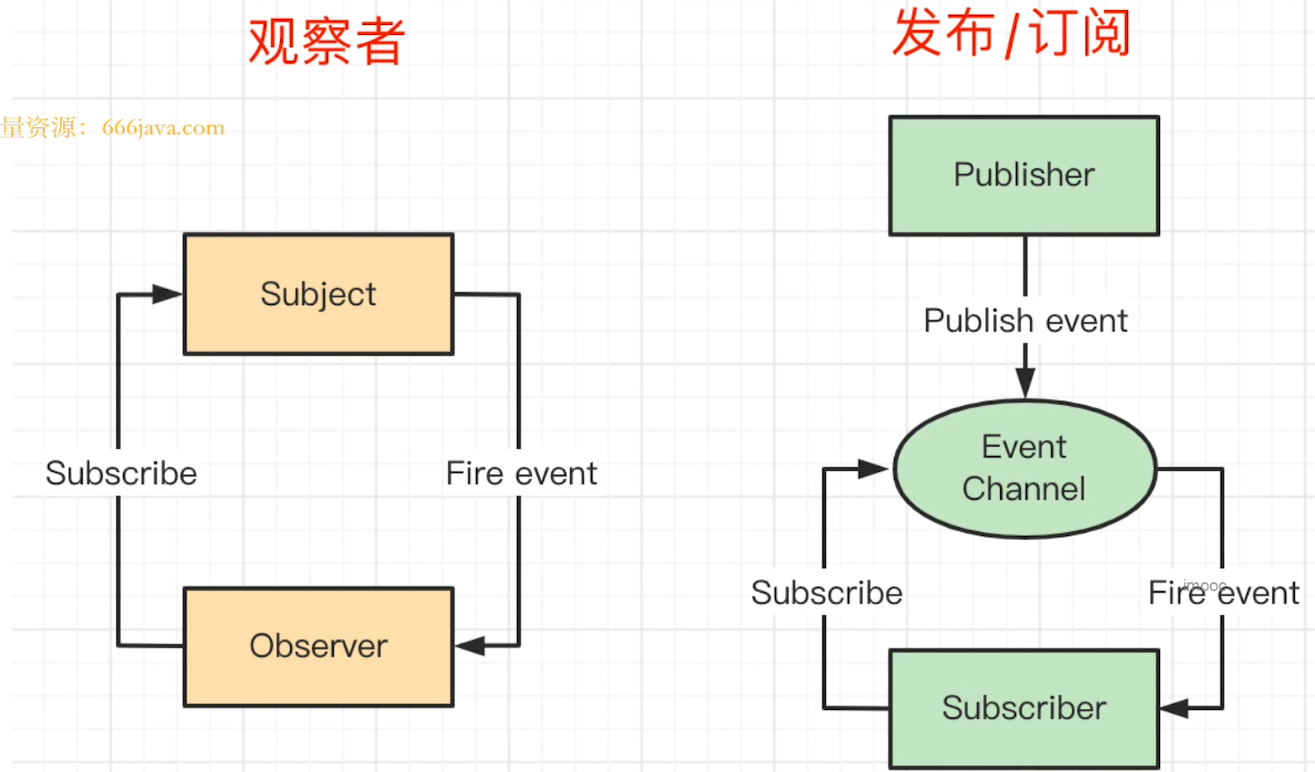 观察者
发布/订阅
量资源：666java.com
Publisher
Subject
Publish event
Event
Channel
Subscribe
Fire event
Subscribe
Fire event
imooc
Observer
Subscriber